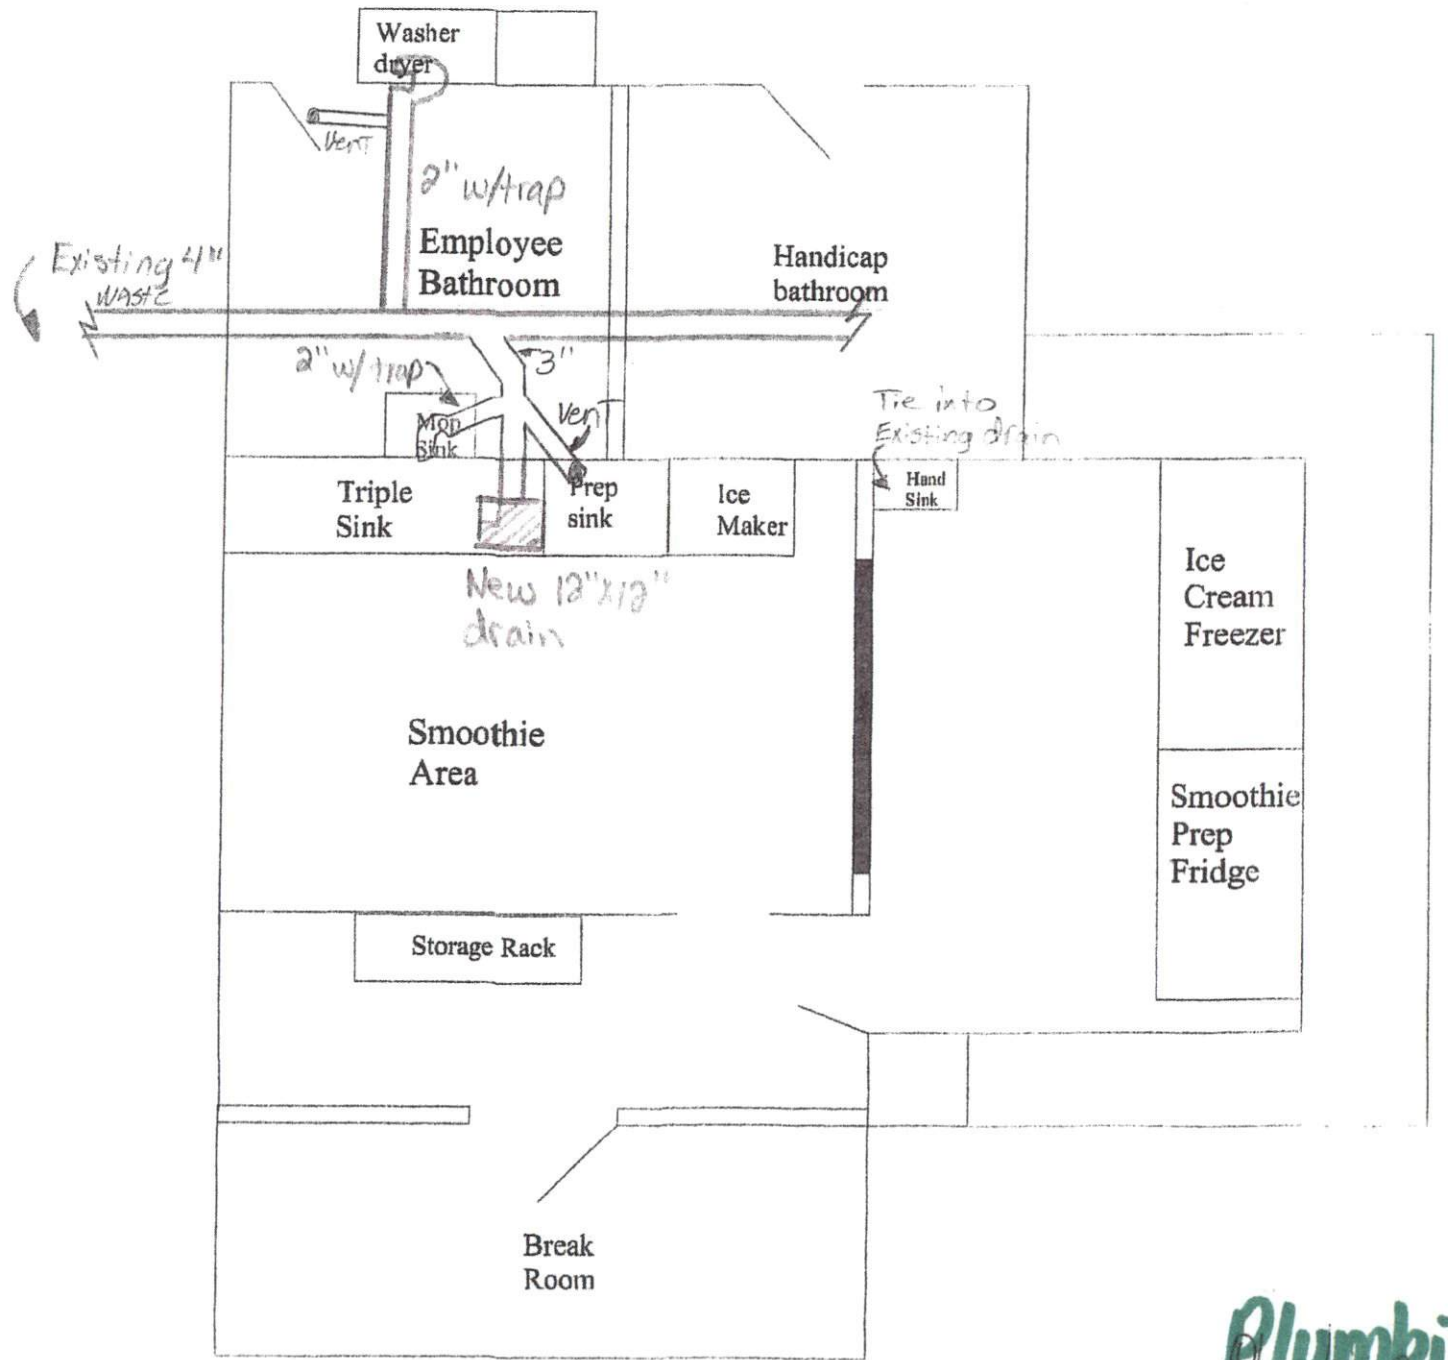 Washer
dryer
Vent
2" w/trap
Employee
Bathroom
Existing 4"
waste
Handicap
bathroom
3"
2" w/trap
Vent
Tie into
Existing drain
Mop
Sink
Triple
Sink
Prep
sink
Ice
Maker
Hand
Sink
New 12"x12"
drain
Ice
Cream
Freezer
Smoothie
Area
Smoothie
Prep
Fridge
Storage Rack
Break
Room
Plumbi